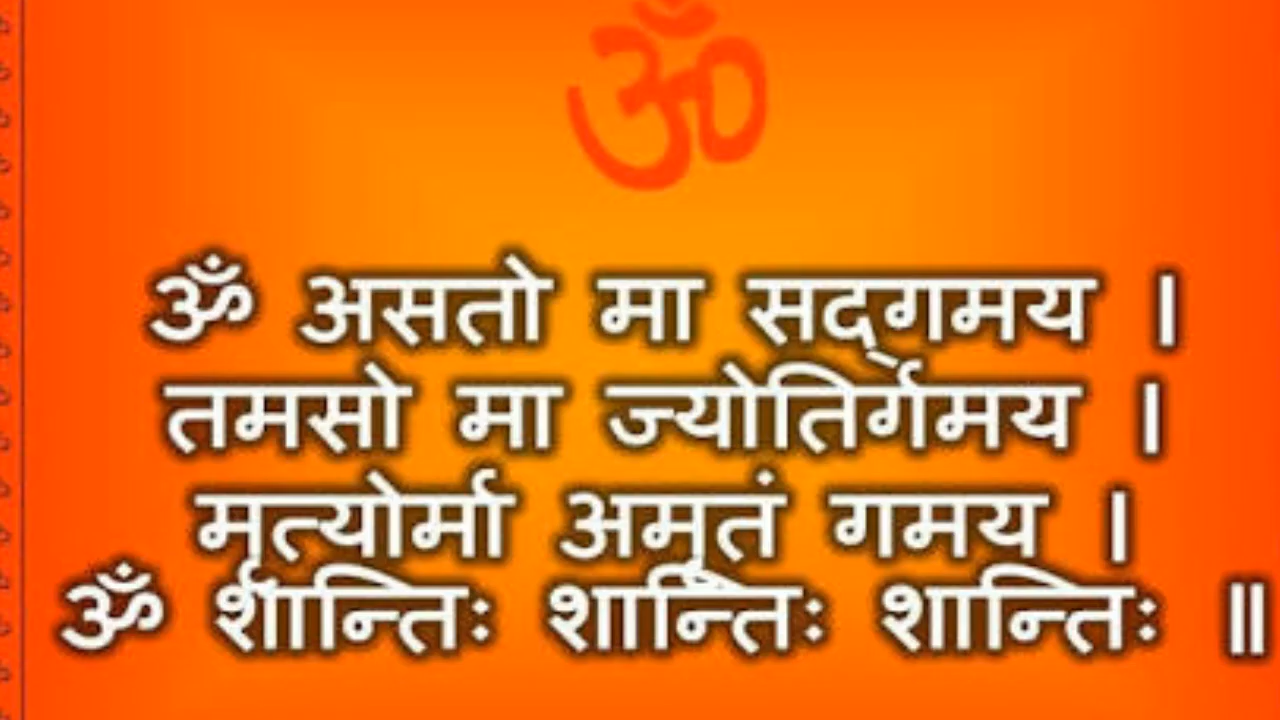 ॐ
ॐ असतो मा सद्गमय ।
तमसो मा ज्योतिर्गमय ।
मृत्योर्मा अमृतं गमय ।
ॐ शान्तिः शान्तिः शान्तिः ॥